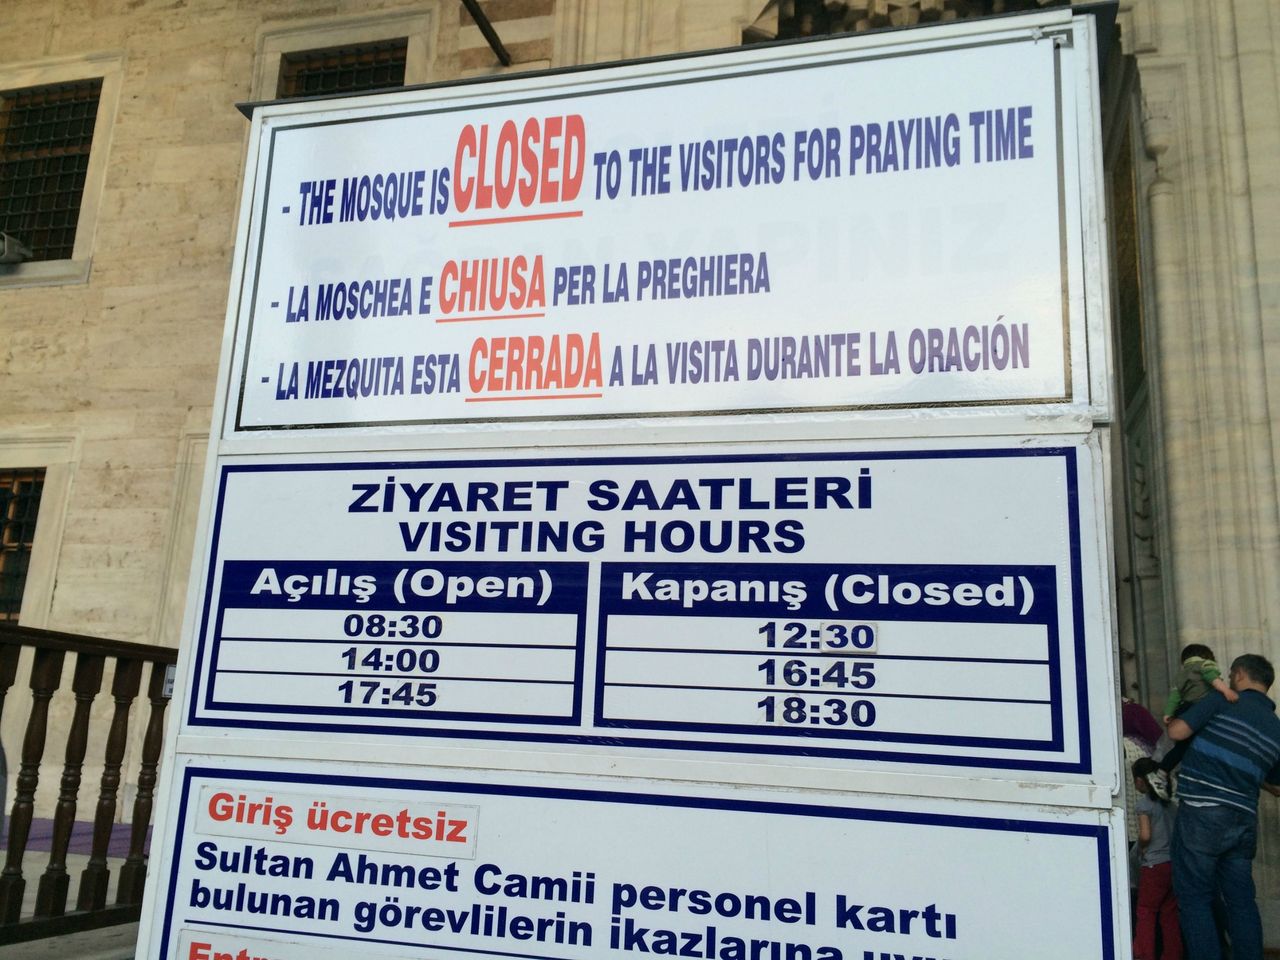 - THE MOSQUE IS CLOSED TO THE VISITORS FOR PRAYING TIME
- LA MOSCHEA E CHIUSA PER LA PREGHIERA
- LA MEZQUITA ESTA CERRADA A LA VISITA DURANTE LA ORACIÓN
ZİYARET SAATLERİ
VISITING HOURS
Açılış (Open) Kapanış (Closed)
08:30 12:30
14:00 16:45
17:45 18:30
Giriş ücretsiz
Sultan Ahmet Camii personel kartı
bulunan görevlilerin ikazlarına